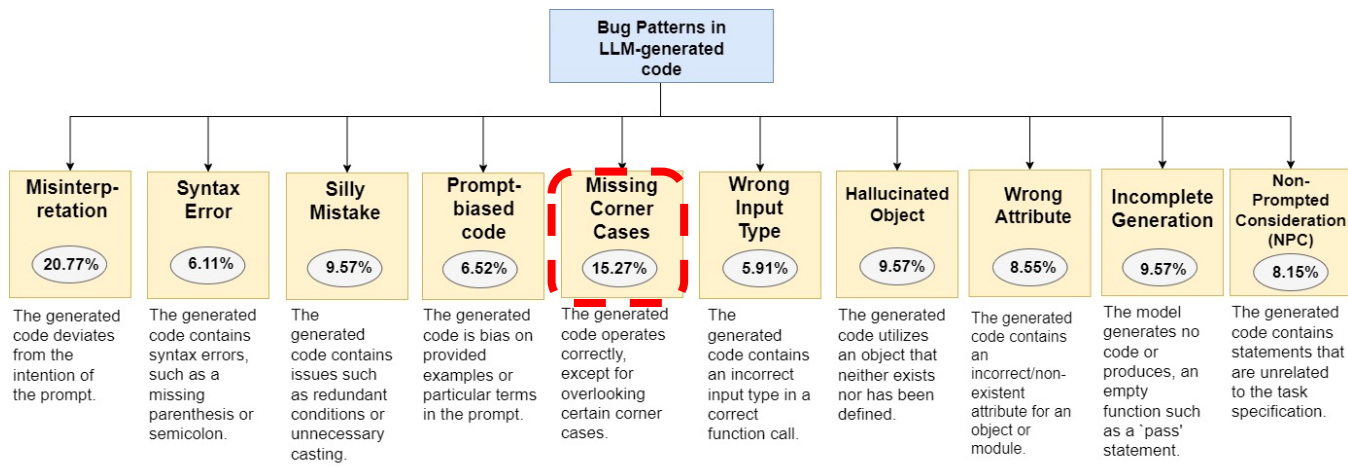 Bug Patterns in
LLM-generated
code
Misinterp-
retation
20.77%
The generated
code deviates
from the
intention of
the prompt.
Syntax
Error
6.11%
The generated
code contains
syntax errors,
such as a
missing
parenthesis or
semicolon.
Silly
Mistake
9.57%
The
generated
code contains
issues such
as redundant
conditions or
unnecessary
casting.
Prompt-
biased
code
6.52%
The generated
code is bias on
provided
examples or
particular terms
in the prompt.
Missing
Corner
Cases
15.27%
The generated
code operates
correctly,
except for
overlooking
certain corner
cases.
Wrong
Input
Type
5.91%
The
generated
code contains
an incorrect
input type in a
correct
function call.
Hallucinated
Object
9.57%
The generated
code utilizes
an object that
neither exists
nor has been
defined.
Wrong
Attribute
8.55%
The generated
code contains
an
incorrect/non-
existent
attribute for an
object or
module.
Incomplete
Generation
9.57%
The model
generates no
code or
produces, an
empty
function such
as a `pass'
statement.
Non-
Prompted
Consideration
(NPC)
8.15%
The generated
code contains
statements that
are unrelated
to the task
specification.